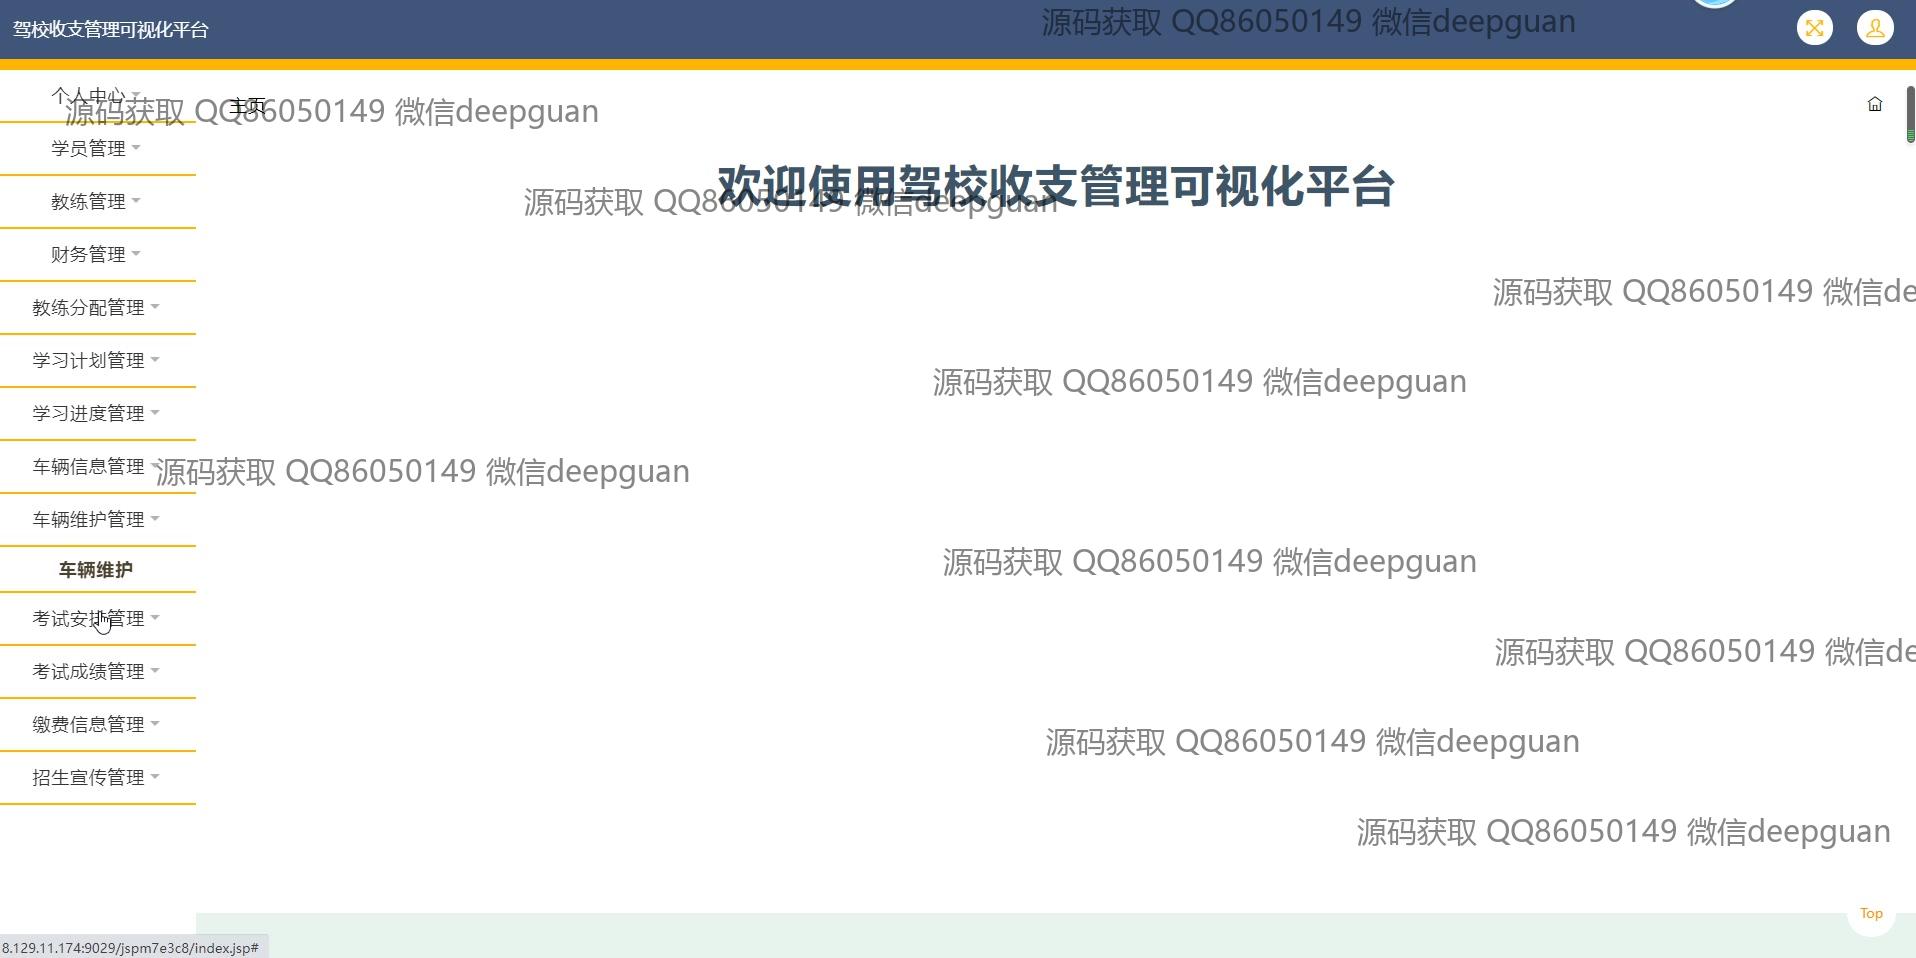 驾校收支管理可视化平台
源码获取 QQ86050149 微信deepguan
个人中心
主页
源码获取 QQ86050149 微信deepguan
学员管理
欢迎使用驾校收支管理可视化平台
教练管理
源码获取 QQ86050149 微信deepguan
财务管理
源码获取 QQ86050149 微信de
教练分配管理
学习计划管理
源码获取 QQ86050149 微信deepguan
学习进度管理
车辆信息管理
源码获取 QQ86050149 微信deepguan
车辆维护管理
源码获取 QQ86050149 微信deepguan
车辆维护
考试安排管理
源码获取 QQ86050149 微信de
考试成绩管理
缴费信息管理
源码获取 QQ86050149 微信deepguan
招生宣传管理
源码获取 QQ86050149 微信deepguan
Top
8.129.11.174:9029/jspm7e3c8/index.jsp#